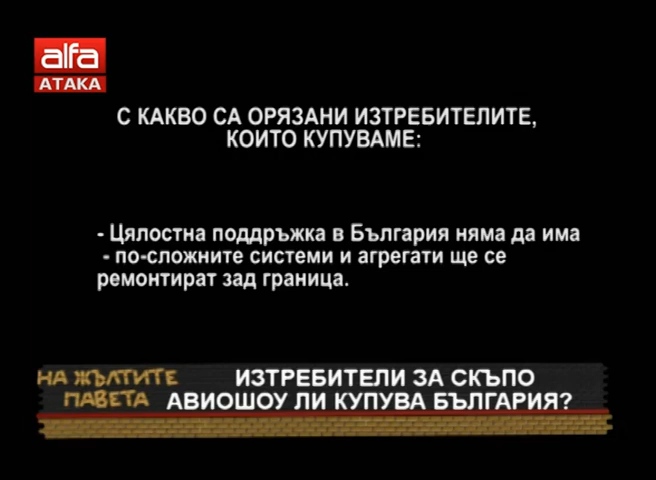 alfa
АТАКА
С КАКВО СА ОРЯЗАНИ ИЗТРЕБИТЕЛИТЕ,
КОИТО КУПУВАМЕ:
- Цялостна поддръжка в България няма да има
- по-сложните системи и агрегати ще се
ремонтират зад граница.
НА ЖЪЛТИТЕ
ПАВЕТА
ИЗТРЕБИТЕЛИ ЗА СКЪПО
АВИОШОУ ЛИ КУПУВА БЪЛГАРИЯ?